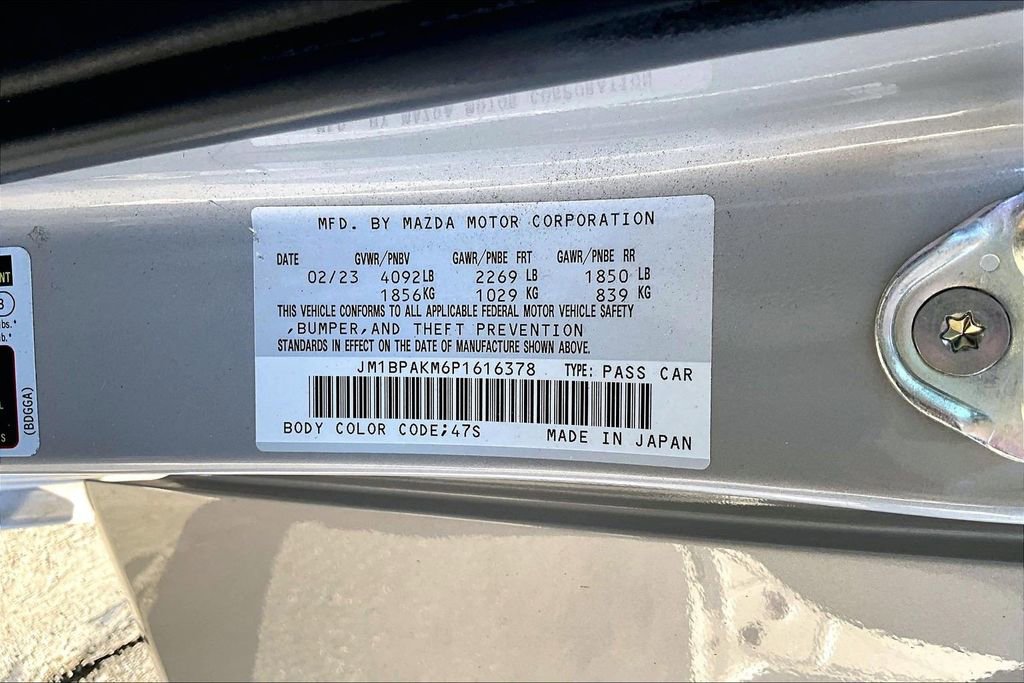 MFD. BY MAZDA MOTOR CORPORATION
DATE GVWR/PNBV GAWR/PNBE FRT GAWR/PNBE RR
02/23 4092LB 2269 LB 1850 LB
1856KG 1029 KG 839 KG
THIS VEHICLE CONFORMS TO ALL APPLICABLE FEDERAL MOTOR VEHICLE SAFETY
,BUMPER,AND THEFT PREVENTION
STANDARDS IN EFFECT ON THE DATE OF MANUFACTURE SHOWN ABOVE.
JM1BPAKM6P1616378 TYPE: PASS CAR
BODY COLOR CODE;47S MADE IN JAPAN
(BDGGA)